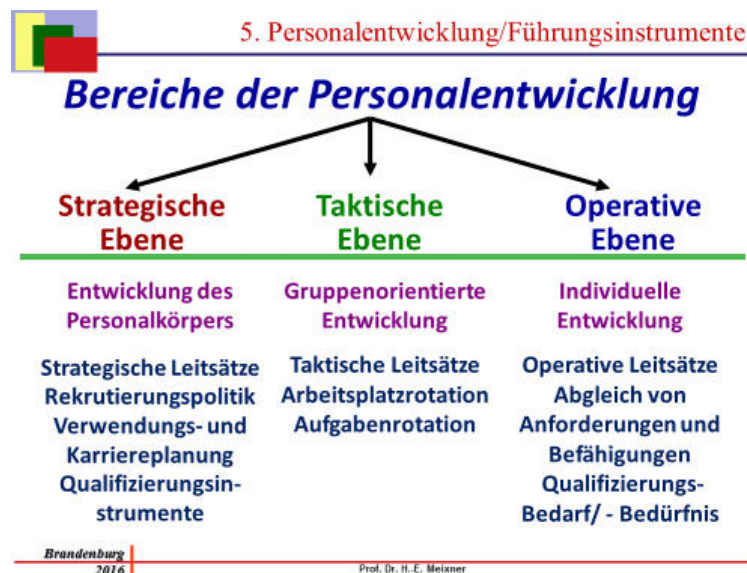 5. Personalentwicklung/Führungsinstrumente
Bereiche der Personalentwicklung
Strategische
Ebene
Entwicklung des
Personalkörpers
Strategische Leitsätze
Rekrutierungspolitik
Verwendungs- und
Karriereplanung
Qualifizierungsin-
strumente
Taktische
Ebene
Gruppenorientierte
Entwicklung
Taktische Leitsätze
Arbeitsplatzrotation
Aufgabenrotation
Operative
Ebene
Individuelle
Entwicklung
Operative Leitsätze
Abgleich von
Anforderungen und
Befähigungen
Qualifizierungs-
Bedarf/ - Bedürfnis
Brandenburg
2016
Prof. Dr. H.-E. Meixner